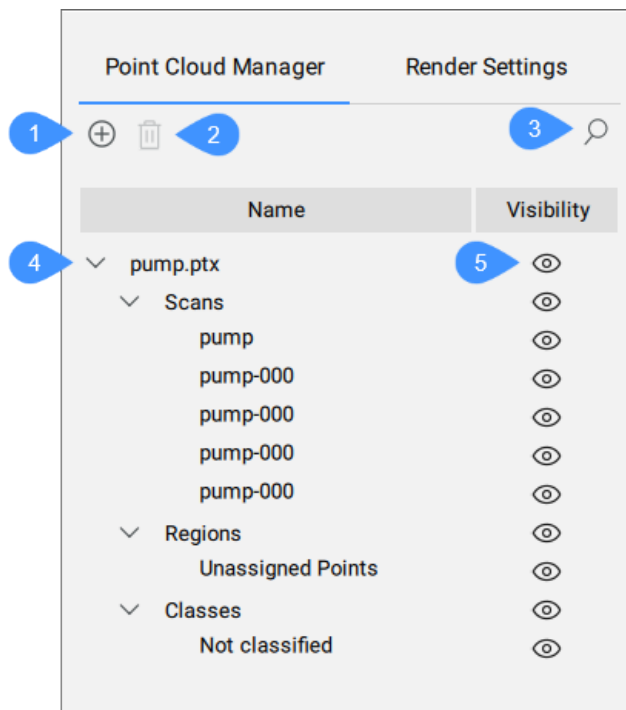 Point Cloud Manager Render Settings
1 2 3
Name Visibility
4 pump.ptx 5
Scans
pump
pump-000
pump-000
pump-000
pump-000
Regions
Unassigned Points
Classes
Not classified